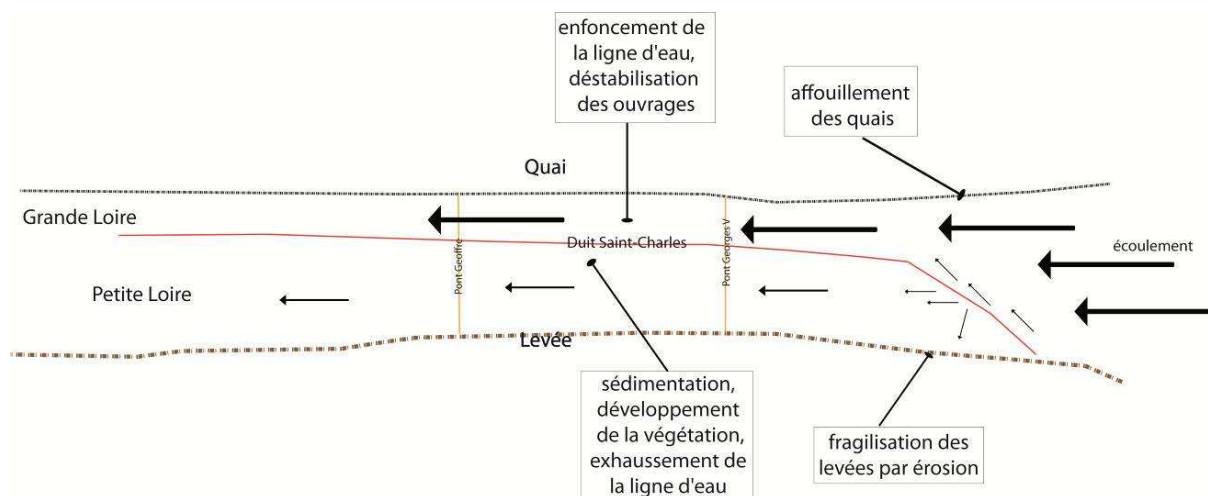 enfoncement de
la ligne d'eau,
déstabilisation
des ouvrages
affouillement
des quais
Quai
Grande Loire
Duit Saint-Charles
écoulement
Pont Geoffre
Pont Georges V
Petite Loire
Levée
sédimentation,
développement
de la végétation,
exhaussement de
la ligne d'eau
fragilisation des
levées par érosion